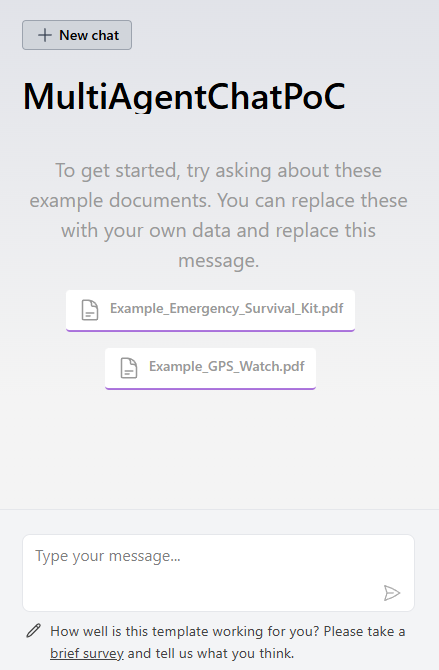 New chat
MultiAgentChatPoC
To get started, try asking about these
example documents. You can replace these
with your own data and replace this
message.
Example_Emergency_Survival_Kit.pdf
Example_GPS_Watch.pdf
Type your message...
How well is this template working for you? Please take a
brief survey and tell us what you think.